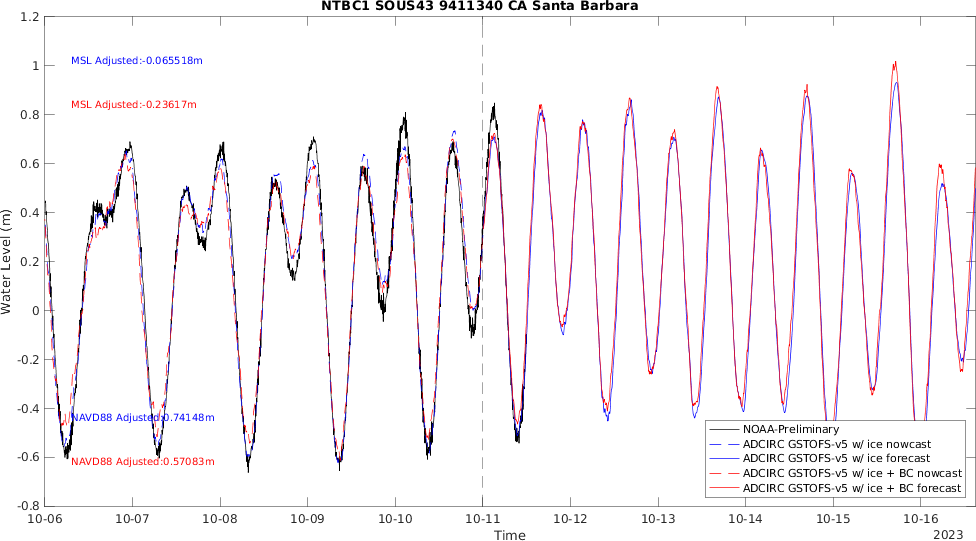 NTBC1 SOUS43 9411340 CA Santa Barbara
1.2
1
0.8
0.6
0.4
0.2
0
-0.2
-0.4
-0.6
-0.8
Water Level (m)
MSL Adjusted:-0.065518m
MSL Adjusted:-0.23617m
NAVD88 Adjusted:0.74148m
NAVD88 Adjusted:0.57083m
NOAA-Preliminary
ADCIRC GSTOFS-v5 w/ ice nowcast
ADCIRC GSTOFS-v5 w/ ice forecast
ADCIRC GSTOFS-v5 w/ ice + BC nowcast
ADCIRC GSTOFS-v5 w/ ice + BC forecast
10-06 10-07 10-08 10-09 10-10 10-11 10-12 10-13 10-14 10-15 10-16
Time
2023